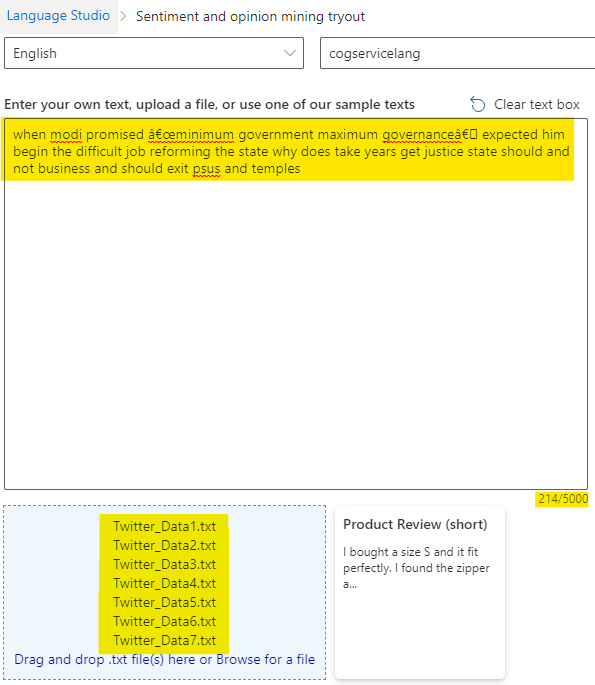 Language Studio > Sentiment and opinion mining tryout
English
cogservicelang
Enter your own text, upload a file, or use one of our sample texts
Clear text box
when modi promised â€œminimum government maximum governanceâ€□ expected him
begin the difficult job reforming the state why does take years get justice state should and
not business and should exit psus and temples
214/5000
Twitter_Data1.txt
Twitter_Data2.txt
Twitter_Data3.txt
Twitter_Data4.txt
Twitter_Data5.txt
Twitter_Data6.txt
Twitter_Data7.txt
Drag and drop .txt file(s) here or Browse for a file
Product Review (short)
I bought a size S and it fit
perfectly. I found the zipper
a...